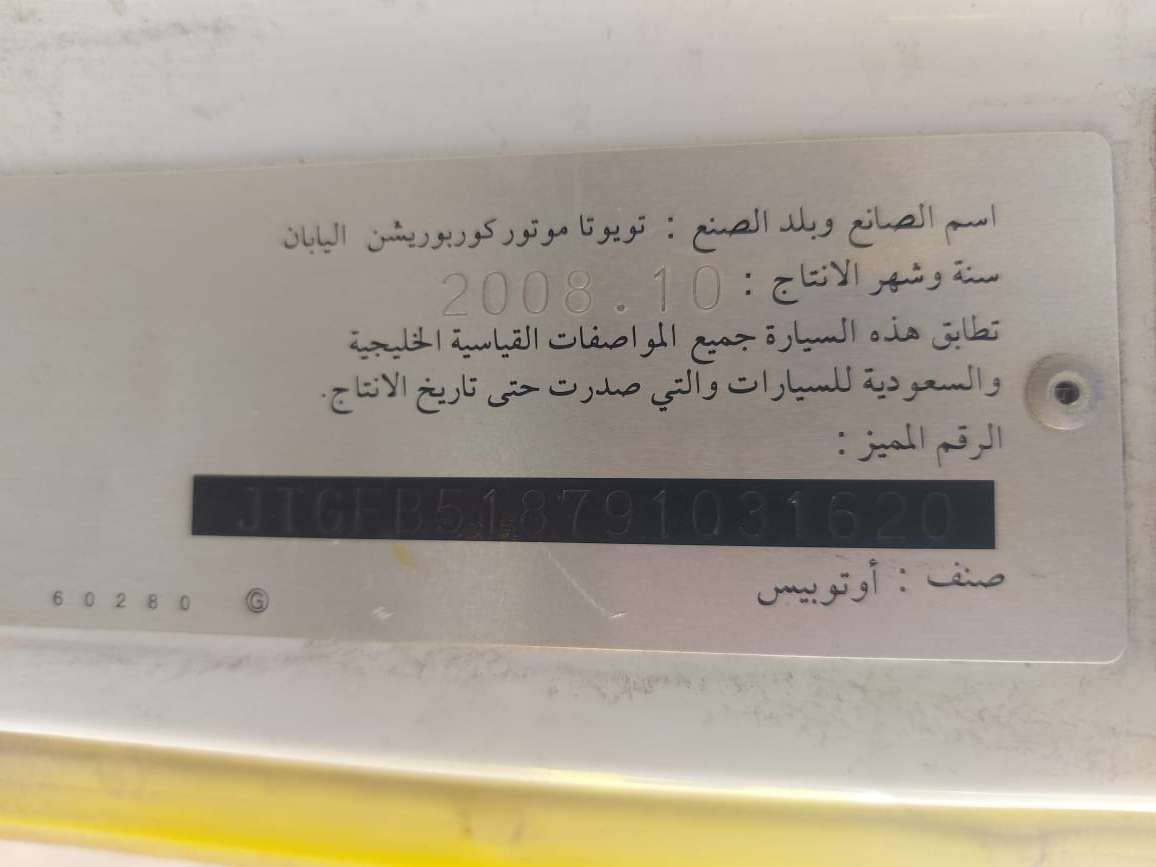 اسم الصانع وبلد الصنع : تويوتا موتور كوربوريشن اليابان
سنة وشهر الانتاج : 2008.10
تطابق هذه السيارة جميع المواصفات القياسية الخليجية
والسعودية للسيارات والتي صدرت حتى تاريخ الانتاج.
الرقم المميز :
JTGFB518791031620
صنف : أوتوبيس
60280 G